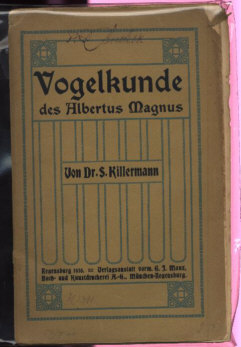 Vogelkunde
des Albertus Magnus
Von Dr. S. Killermann
Regensburg 1910. Verlagsanstalt vorm. G. J. Manz,
Buch- und Kunstdruckerei A.-G., München-Regensburg.